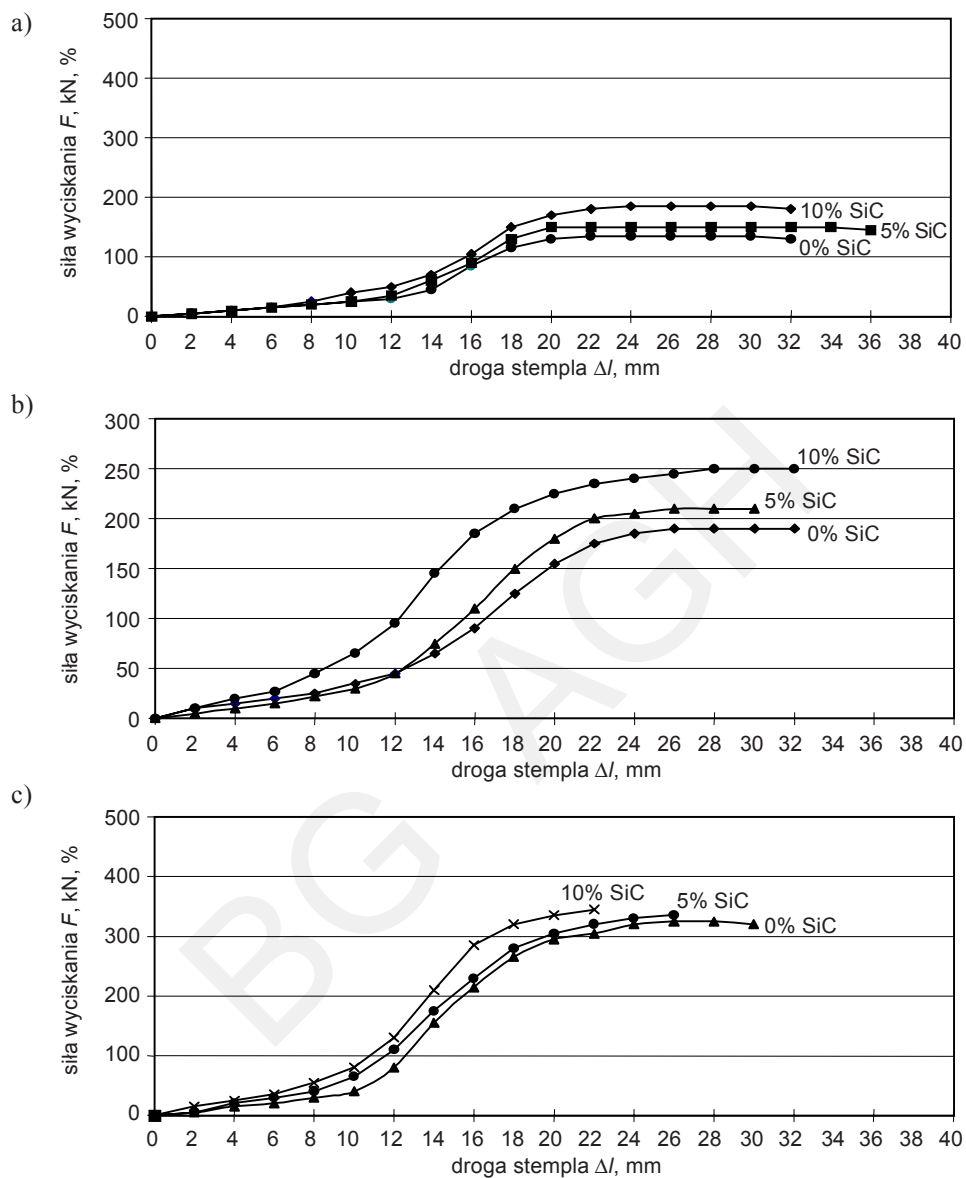 a)
siła wyciskania F, kN, %
500
400
300
200
100
0
10% SiC
5% SiC
0% SiC
0 2 4 6 8 10 12 14 16 18 20 22 24 26 28 30 32 34 36 38 40
droga stempla Δl, mm
b)
siła wyciskania F, kN, %
300
250
200
150
100
50
0
10% SiC
5% SiC
0% SiC
0 2 4 6 8 10 12 14 16 18 20 22 24 26 28 30 32 34 36 38 40
droga stempla Δl, mm
c)
siła wyciskania F, kN, %
500
400
300
200
100
0
10% SiC
5% SiC
0% SiC
0 2 4 6 8 10 12 14 16 18 20 22 24 26 28 30 32 34 36 38 40
droga stempla Δl, mm
BG AGH